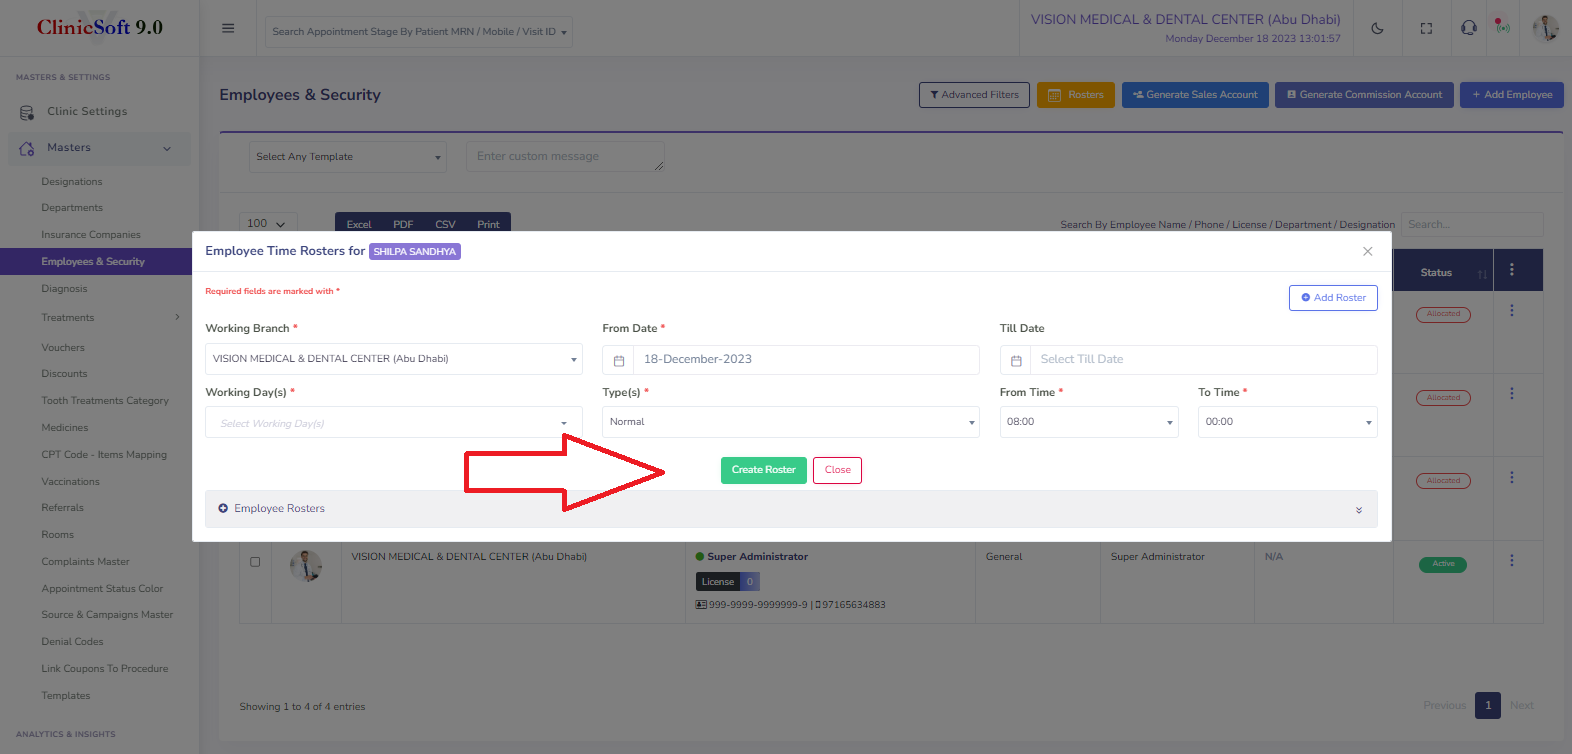 ClinicSoft 9.0
Search Appointment Stage By Patient MRN / Mobile / Visit ID
VISION MEDICAL & DENTAL CENTER (Abu Dhabi)
Monday December 18 2023 13:01:57
MASTERS & SETTINGS
Clinic Settings
Masters
Designations
Departments
Insurance Companies
Employees & Security
Diagnosis
Treatments
Vouchers
Discounts
Tooth Treatments Category
Medicines
CPT Code - Items Mapping
Vaccinations
Referrals
Rooms
Complaints Master
Appointment Status Color
Source & Campaigns Master
Denial Codes
Link Coupons To Procedure
Templates
ANALYTICS & INSIGHTS
Employees & Security
Advanced Filters
Rosters
Generate Sales Account
Generate Commission Account
+ Add Employee
Select Any Template
Enter custom message
100
Excel PDF CSV Print
Search By Employee Name / Phone / License / Department / Designation
Search...
Status
Allocated
Allocated
Allocated
Employee Time Rosters for SHILPA SANDHYA
Required fields are marked with *
Add Roster
Working Branch * From Date * Till Date
VISION MEDICAL & DENTAL CENTER (Abu Dhabi) 18-December-2023 Select Till Date
Working Day(s) * Type(s) * From Time * To Time *
Select Working Day(s) Normal 08:00 00:00
Create Roster Close
Employee Rosters
VISION MEDICAL & DENTAL CENTER (Abu Dhabi) Super Administrator General Super Administrator N/A Active
License 0
999-9999-9999999-9 | 97165634883
Showing 1 to 4 of 4 entries
Previous 1 Next